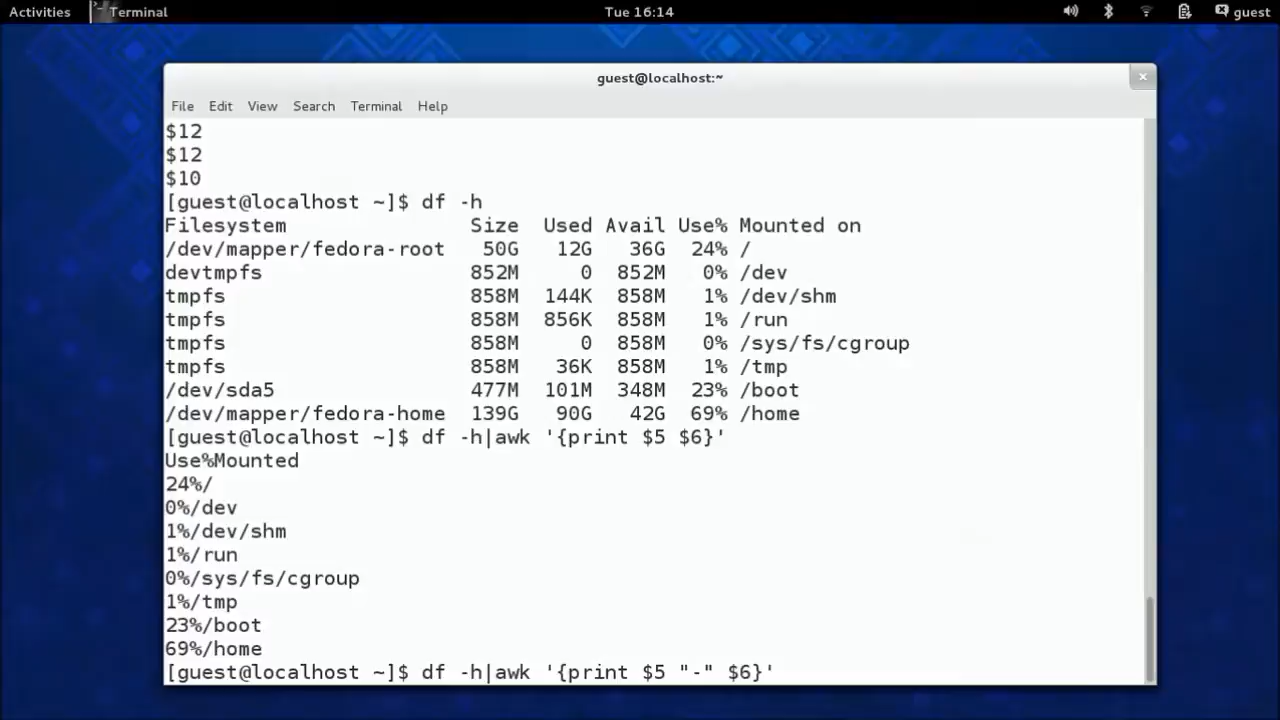 Activities Terminal Tue 16:14 guest
guest@localhost:~
File Edit View Search Terminal Help
$12
$12
$10
[guest@localhost ~]$ df -h
Filesystem Size Used Avail Use% Mounted on
/dev/mapper/fedora-root 50G 12G 36G 24% /
devtmpfs 852M 0 852M 0% /dev
tmpfs 858M 144K 858M 1% /dev/shm
tmpfs 858M 856K 858M 1% /run
tmpfs 858M 0 858M 0% /sys/fs/cgroup
tmpfs 858M 36K 858M 1% /tmp
/dev/sda5 477M 101M 348M 23% /boot
/dev/mapper/fedora-home 139G 90G 42G 69% /home
[guest@localhost ~]$ df -h|awk '{print $5 $6}'
Use%Mounted
24%/
0%/dev
1%/dev/shm
1%/run
0%/sys/fs/cgroup
1%/tmp
23%/boot
69%/home
[guest@localhost ~]$ df -h|awk '{print $5 "-" $6}'